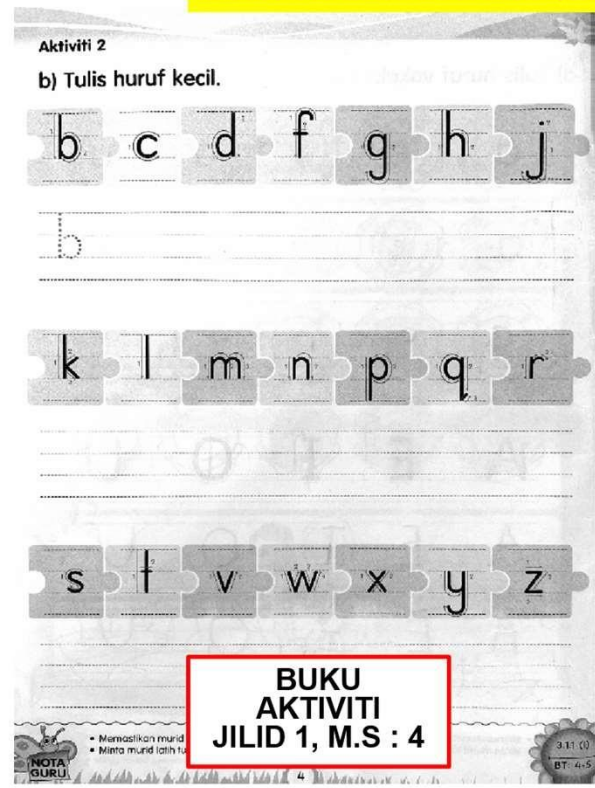 Aktiviti 2
b) Tulis huruf kecil.
b c d f g h j
b
k l m n p q r
s t v w x y z
BUKU
AKTIVITI
JILID 1, M.S : 4
• Memastikan murid
• Minta murid latih
NOTA
GURU
4
3.1.1 (i)
BT: 4-5